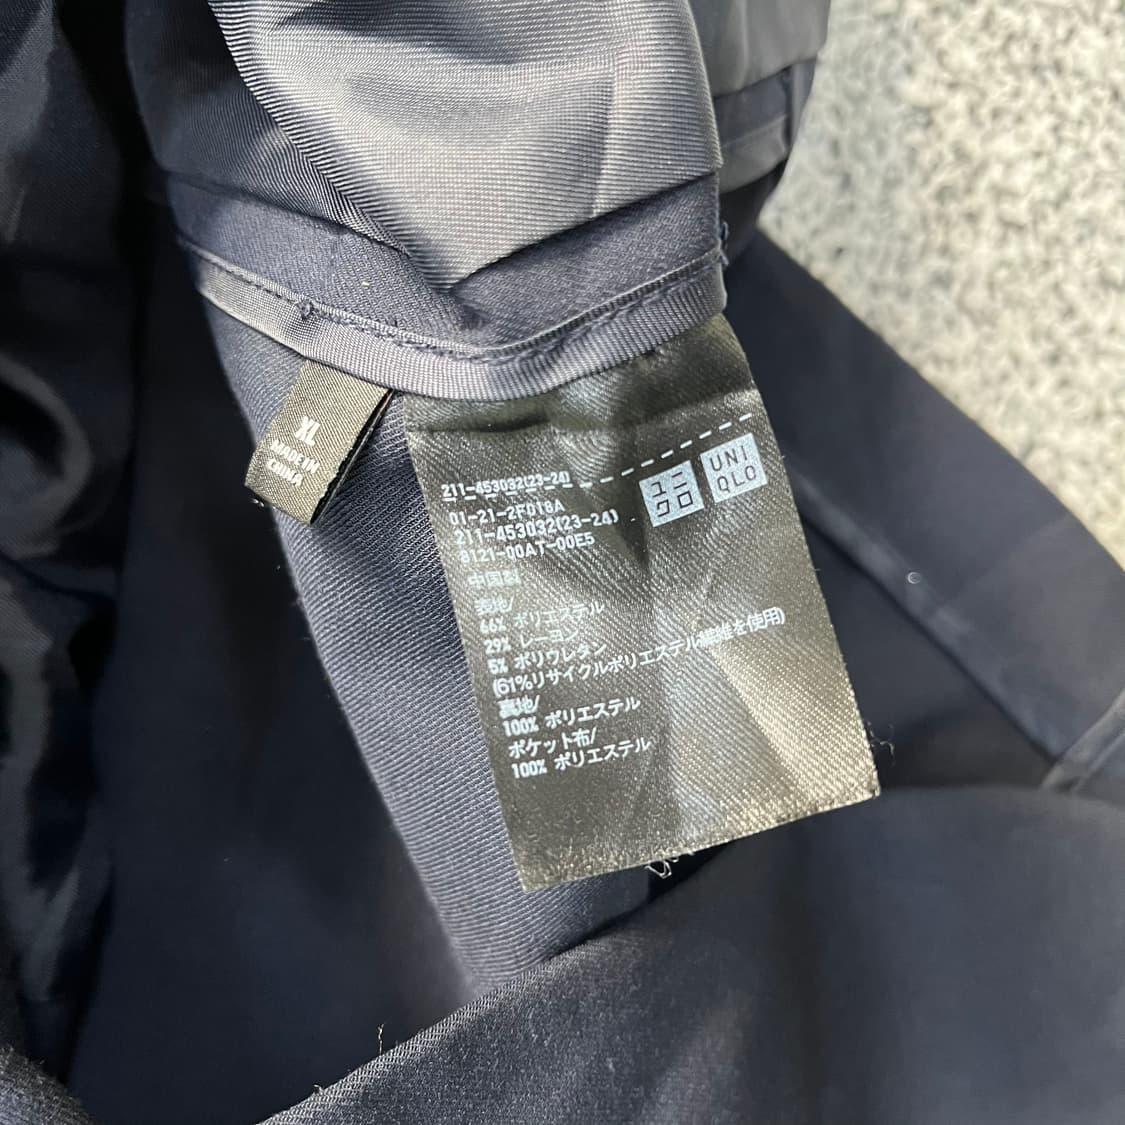 XL
MADE IN
CHINA
211-453032(23-24)
ユニ
クロ
UNI
QLO
01-21-2F018A
211-453032(23-24)
8121-00AT-00E5
中国製
表地/
66% ポリエステル
29% レーヨン
5% ポリウレタン
(61%リサイクルポリエステル繊維を使用)
裏地/
100% ポリエステル
ポケット布/
100% ポリエステル